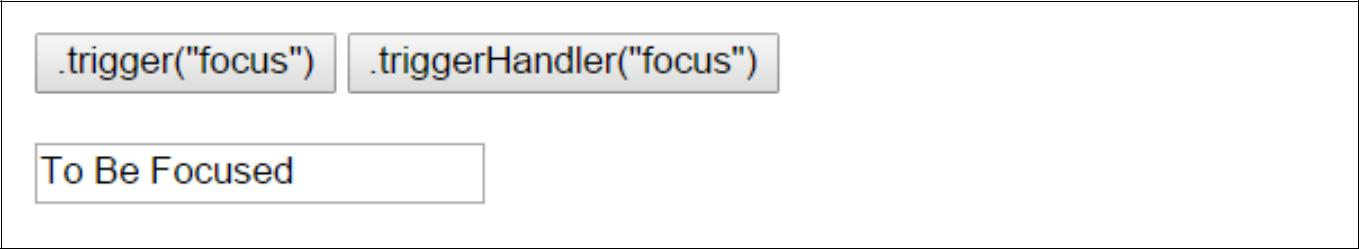 .trigger("focus") .triggerHandler("focus")
To Be Focused